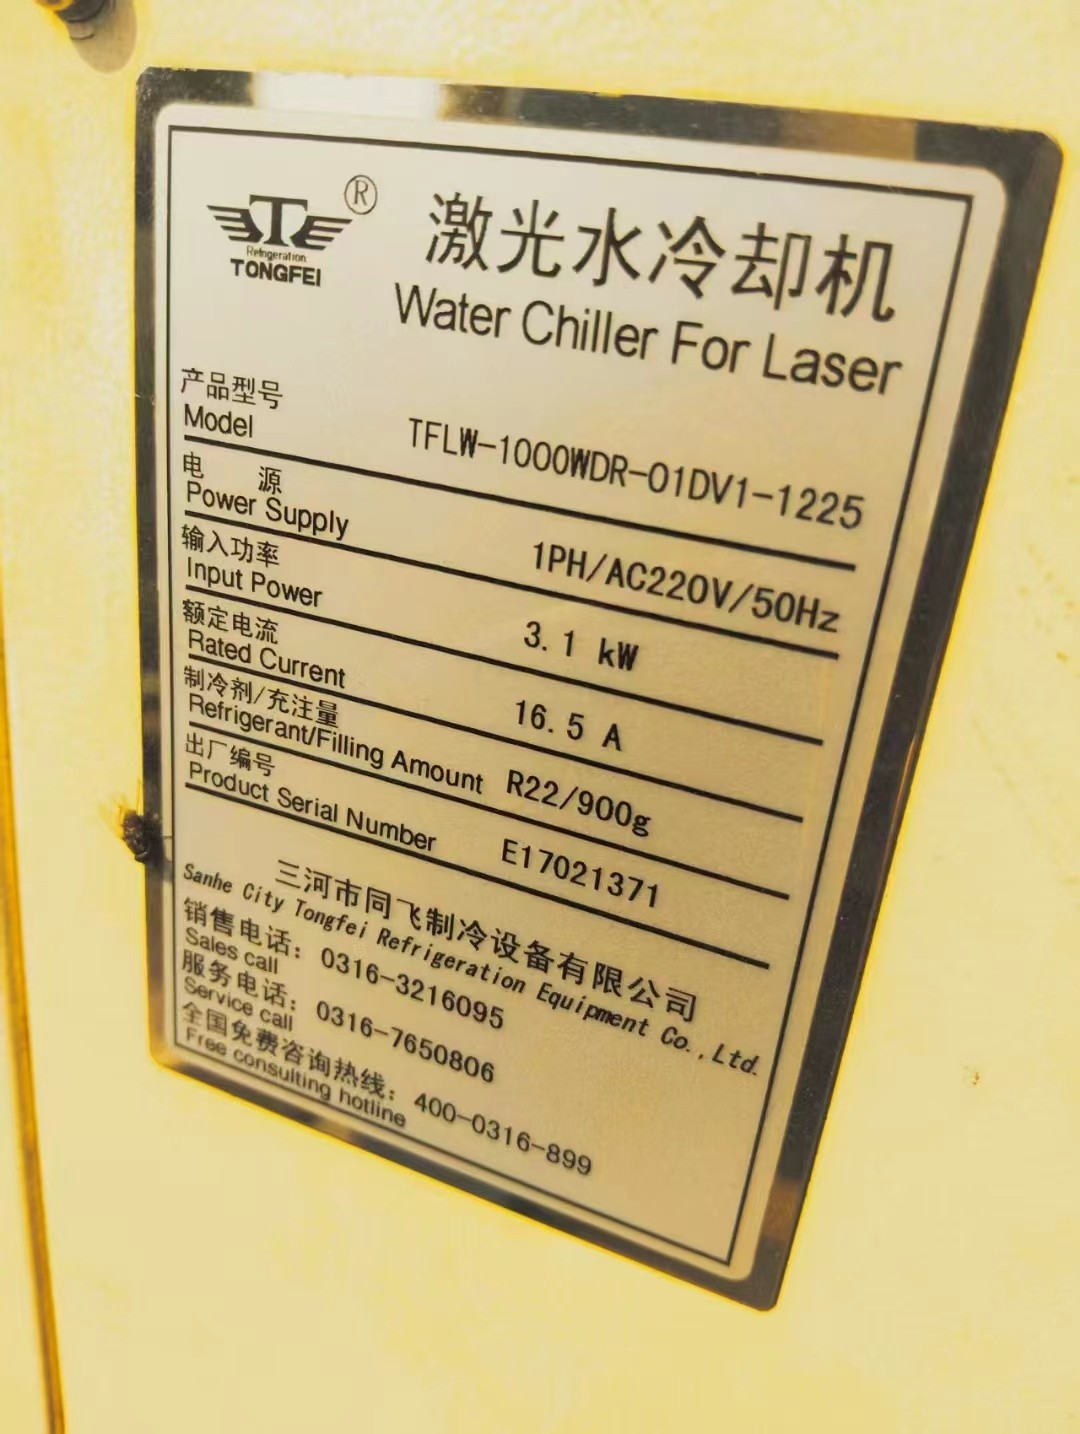 ®
Refrigeration
TONGFEI
激光水冷却机
Water Chiller For Laser
产品型号
Model TFLW-1000WDR-01DV1-1225
电 源
Power Supply 1PH/AC220V/50Hz
输入功率
Input Power 3.1 kW
额定电流
Rated Current 16.5 A
制冷剂/充注量
Refrigerant/Filling Amount R22/900g
出厂编号
Product Serial Number E17021371
三河市同飞制冷设备有限公司
Sanhe City Tongfei Refrigeration Equipment Co.,Ltd.
销售电话: 0316-3216095
Sales call
服务电话: 0316-7650806
Service call
全国免费咨询热线: 400-0316-899
Free consulting hotline